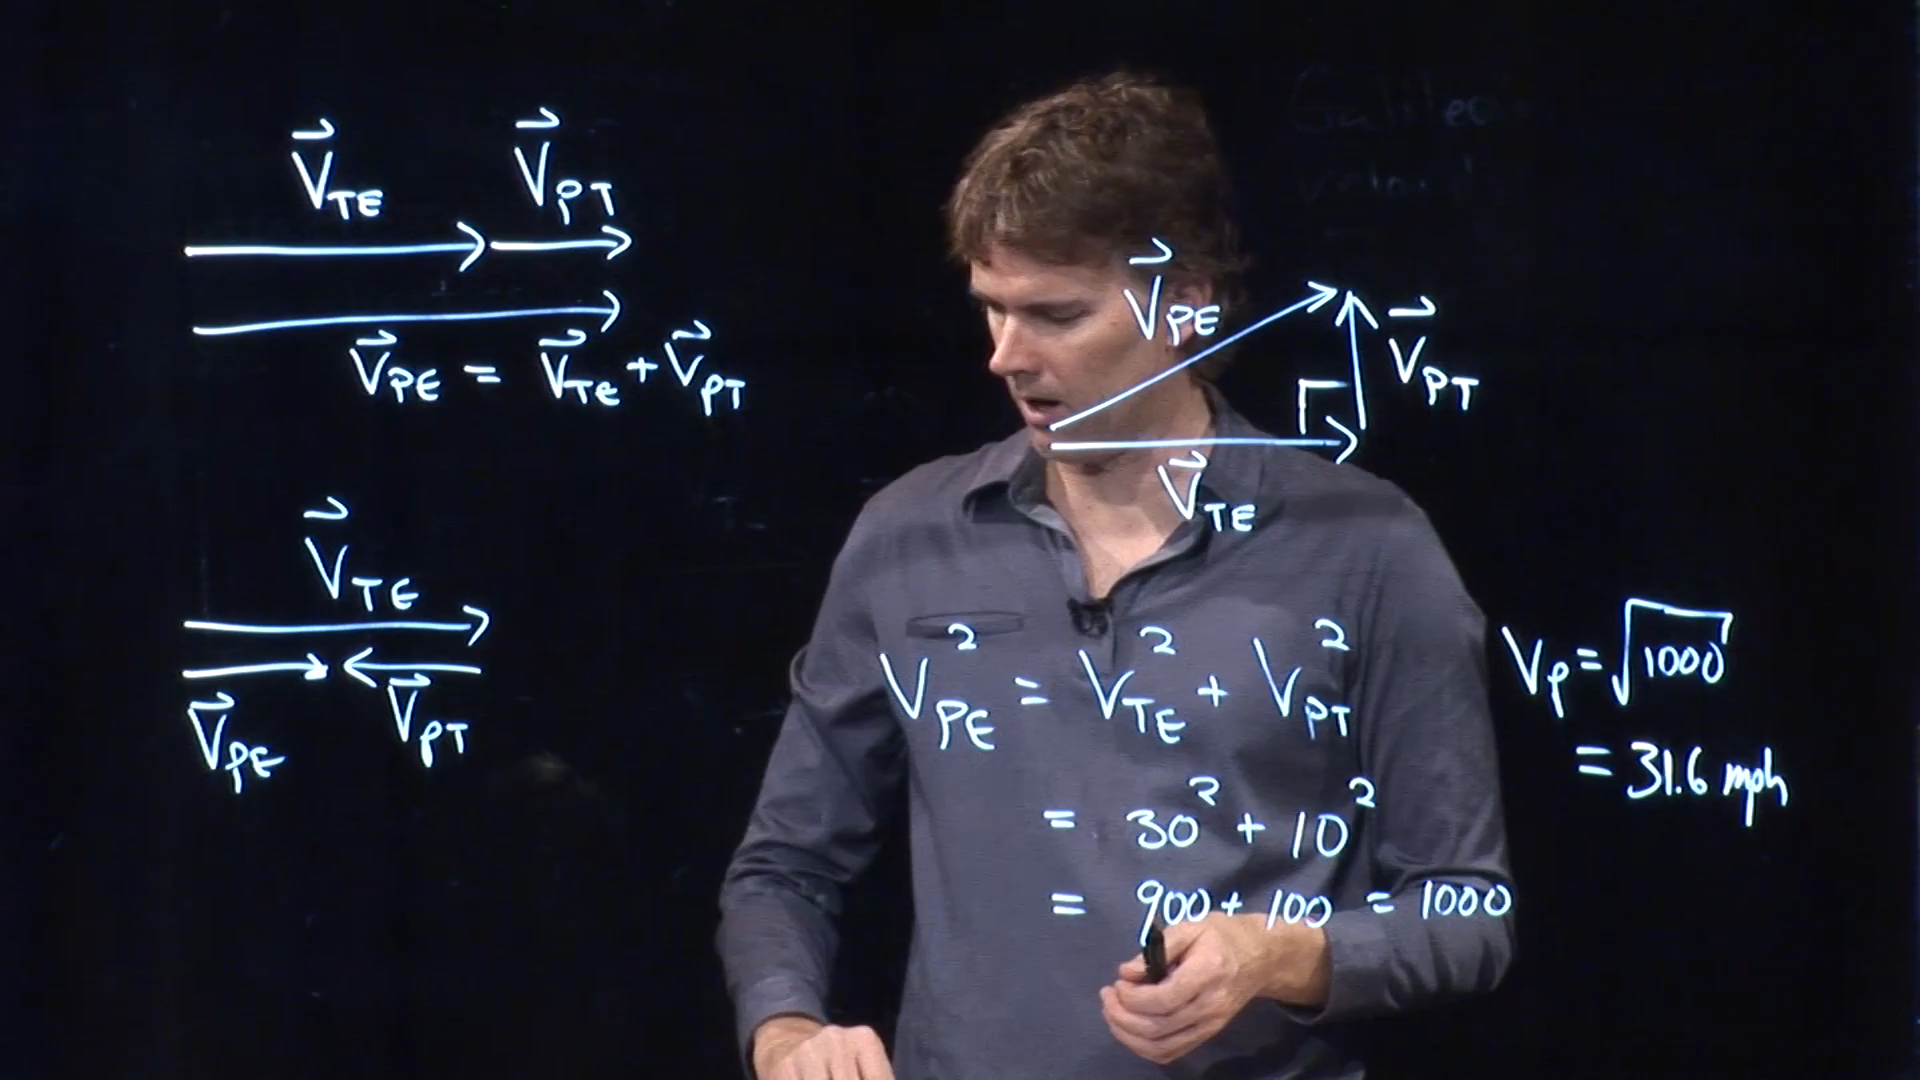 V⃗TE V⃗PT
V⃗PE = V⃗TE + V⃗PT
V⃗TE
V⃗PE V⃗PT
V⃗PE
V⃗PT
V⃗TE
V²PE = V²TE + V²PT
= 30² + 10²
= 900 + 100 = 1000
VP = √1000
= 31.6 mph